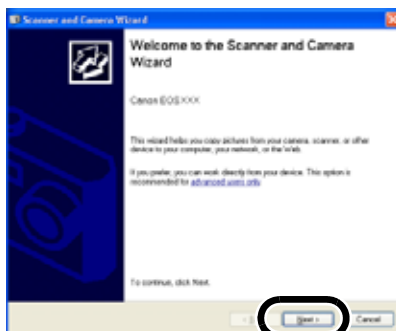 Scanner and Camera Wizard
Welcome to the Scanner and Camera
Wizard
Canon EOS XXX
This wizard helps you copy pictures from your camera, scanner, or other
device to your computer, your network, or the Web.
If you prefer, you can work directly from your device. This option is
recommended for advanced users only.
To continue, click Next.
Next >
Cancel